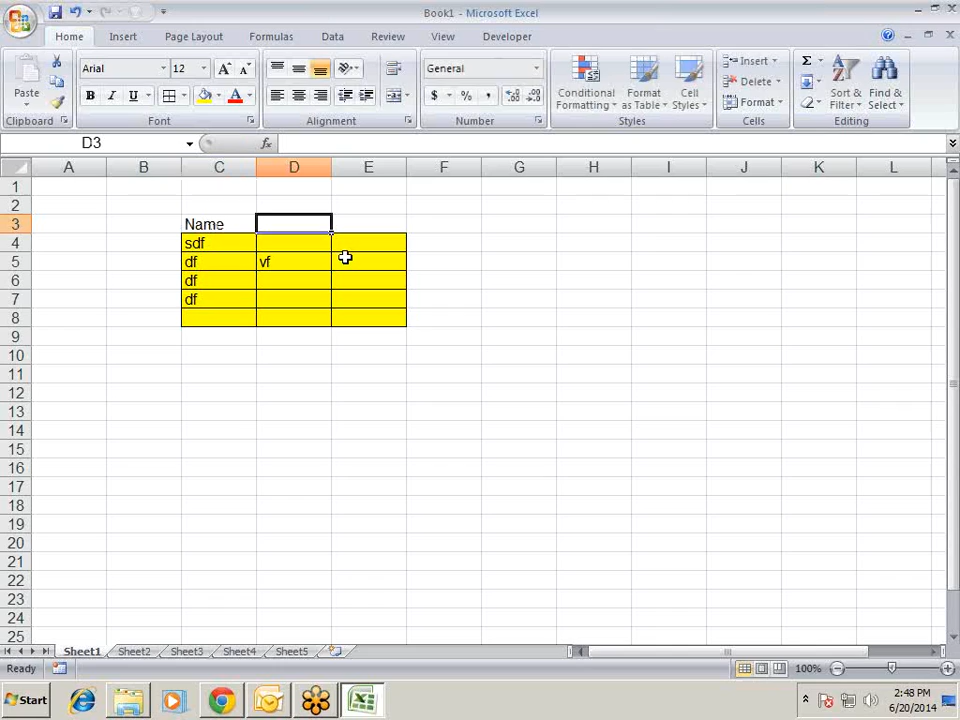 Book1 - Microsoft Excel
Home Insert Page Layout Formulas Data Review View Developer
Paste
Clipboard
Arial 12
B I U A
Font
Alignment
General
$ % ,
Number
Conditional Formatting
Format as Table
Cell Styles
Styles
Insert
Delete
Format
Cells
Σ
Sort & Filter
Find & Select
Editing
D3 fx
A B C D E F G H I J K L
1
2
3 Name
4 sdf
5 df vf
6 df
7 df
8
9
10
11
12
13
14
15
16
17
18
19
20
21
22
23
24
25
Sheet1 Sheet2 Sheet3 Sheet4 Sheet5
Ready 100%
Start
2:48 PM
6/20/2014